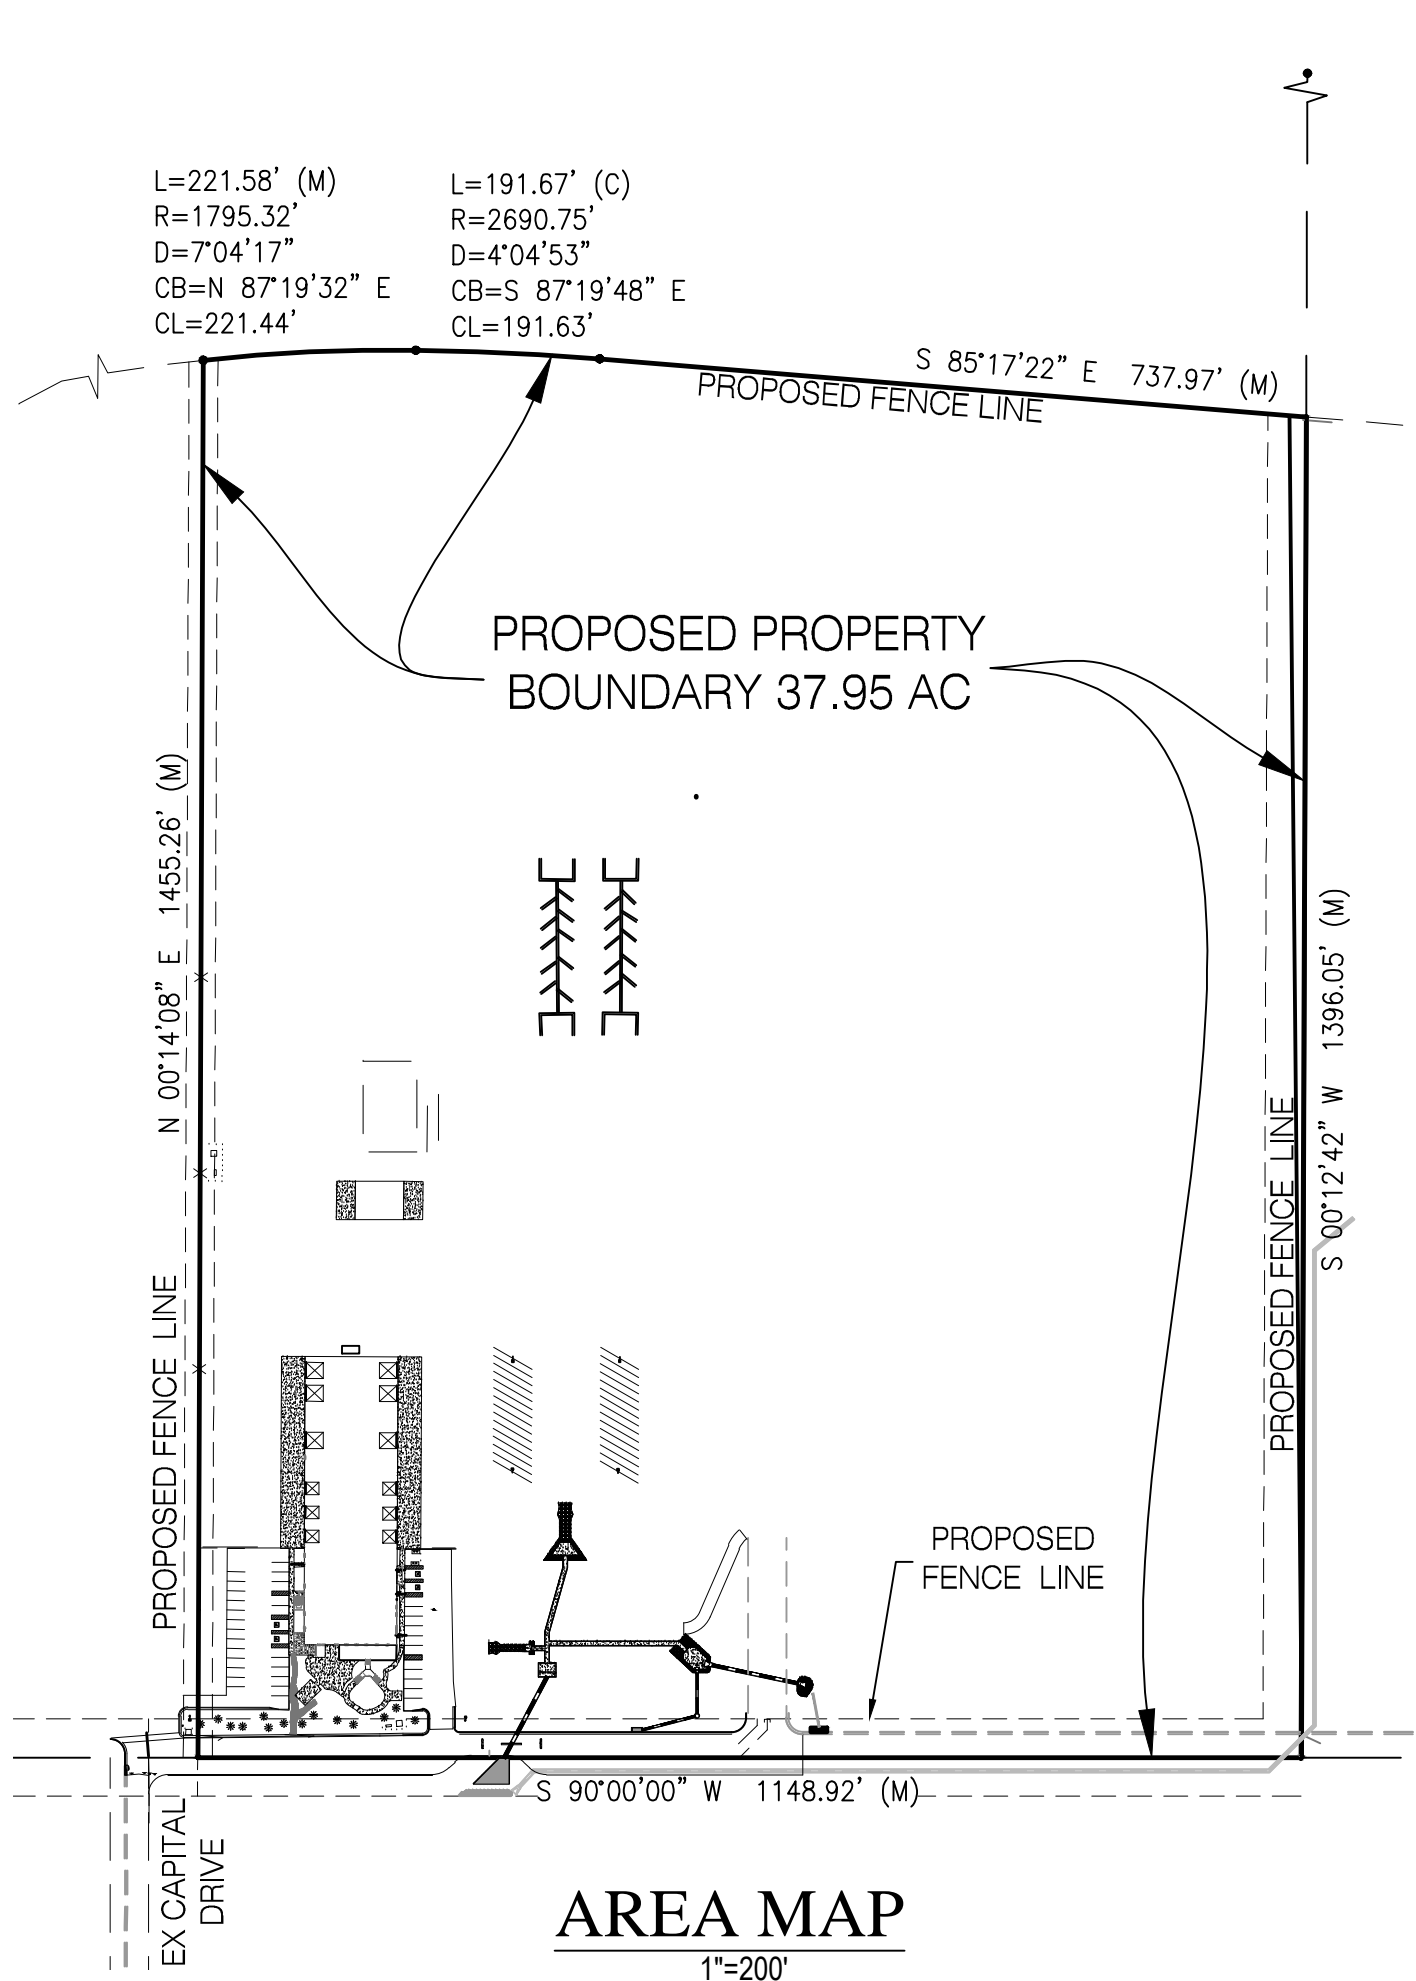 L=221.58' (M)
R=1795.32'
D=7°04'17"
CB=N 87°19'32" E
CL=221.44'
L=191.67' (C)
R=2690.75'
D=4°04'53"
CB=S 87°19'48" E
CL=191.63'
S 85°17'22" E 737.97' (M)
PROPOSED FENCE LINE
PROPOSED PROPERTY
BOUNDARY 37.95 AC
N 00°14'08" E 1455.26' (M)
PROPOSED FENCE LINE
S 00°12'42" W 1396.05' (M)
PROPOSED FENCE LINE
PROPOSED
FENCE LINE
S 90°00'00" W 1148.92' (M)
EX CAPITAL
DRIVE
AREA MAP
1"=200'